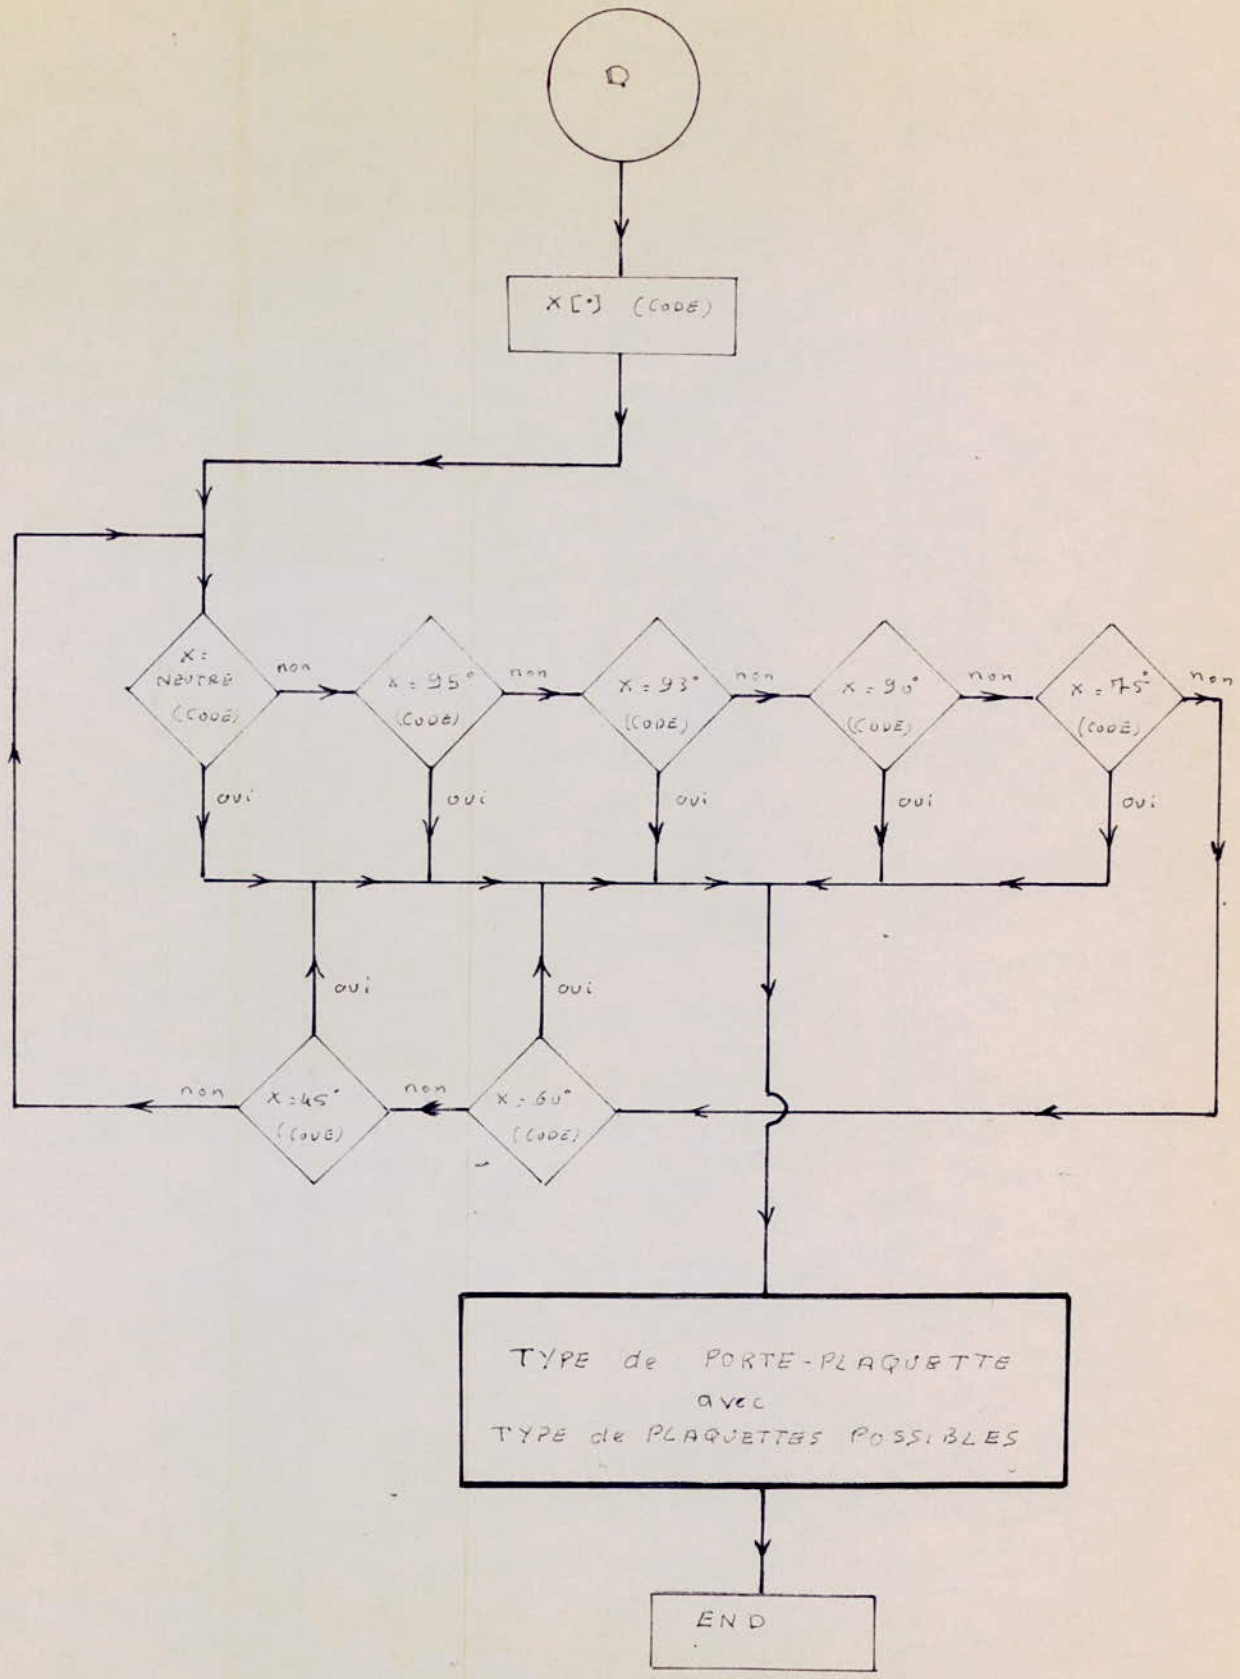 D
X[°] (CODE)
X =
NEUTRE
(CODE)
non
X = 95°
(CODE)
non
X = 93°
(CODE)
non
X = 90°
(CODE)
non
X = 75°
(CODE)
non
oui
oui
oui
oui
oui
oui
oui
non
X = 45°
(CODE)
non
X = 60°
(CODE)
TYPE de PORTE-PLAQUETTE
avec
TYPE de PLAQUETTES POSSIBLES
END